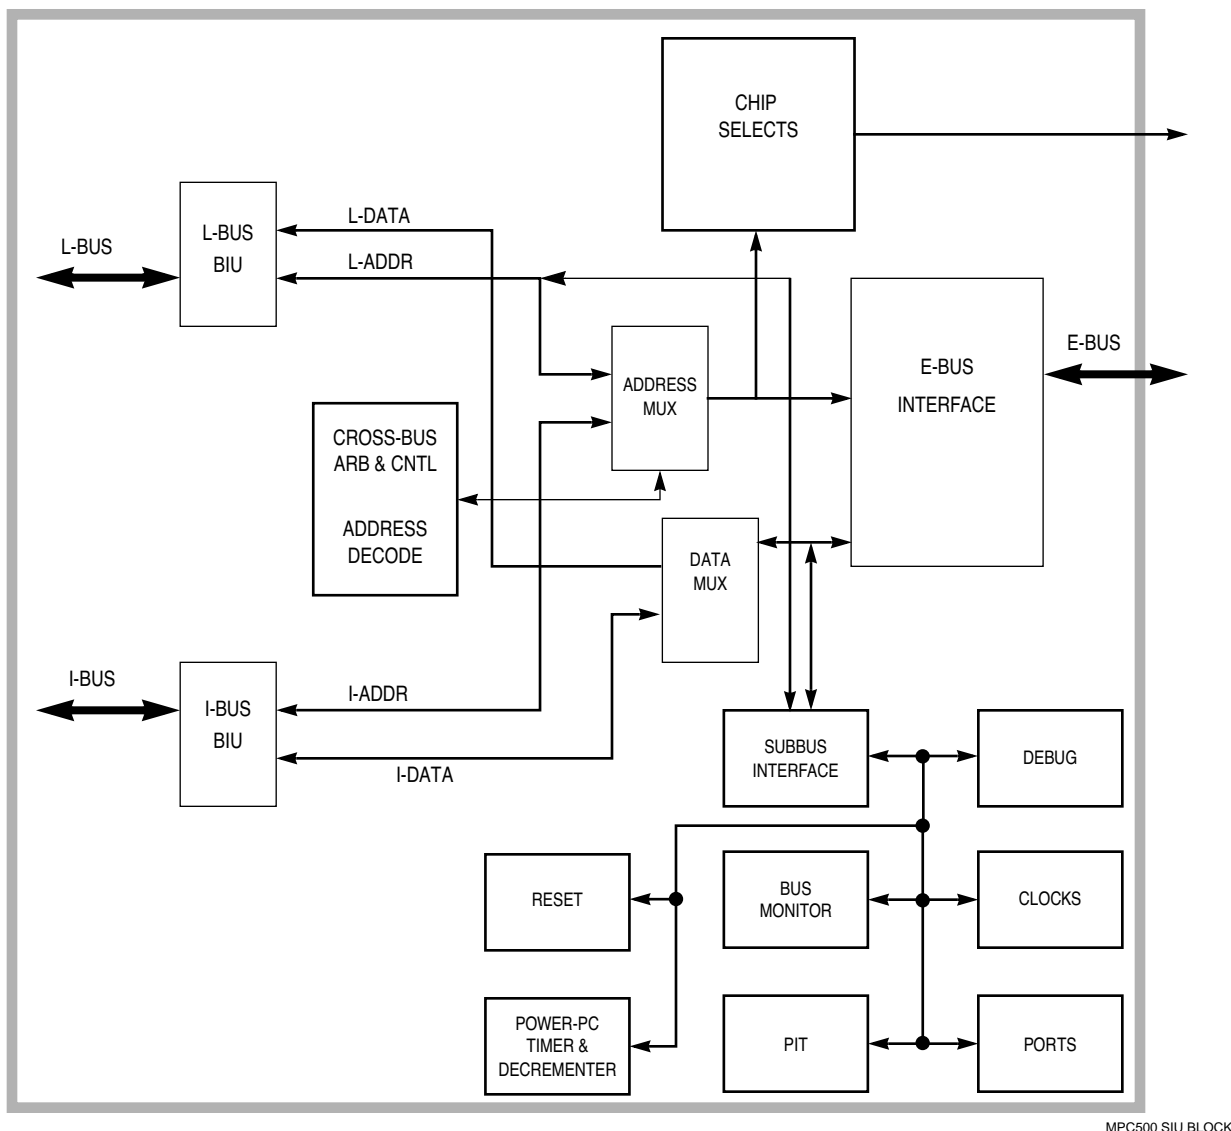 CHIP
SELECTS
L-DATA
L-BUS
BIU
L-BUS
L-ADDR
E-BUS
E-BUS
INTERFACE
ADDRESS
MUX
CROSS-BUS
ARB & CNTL
ADDRESS
DECODE
DATA
MUX
I-BUS
I-ADDR
I-BUS
BIU
I-DATA
SUBBUS
INTERFACE
DEBUG
RESET
BUS
MONITOR
CLOCKS
POWER-PC
TIMER &
DECREMENTER
PIT
PORTS
MPC500 SIU BLOCK